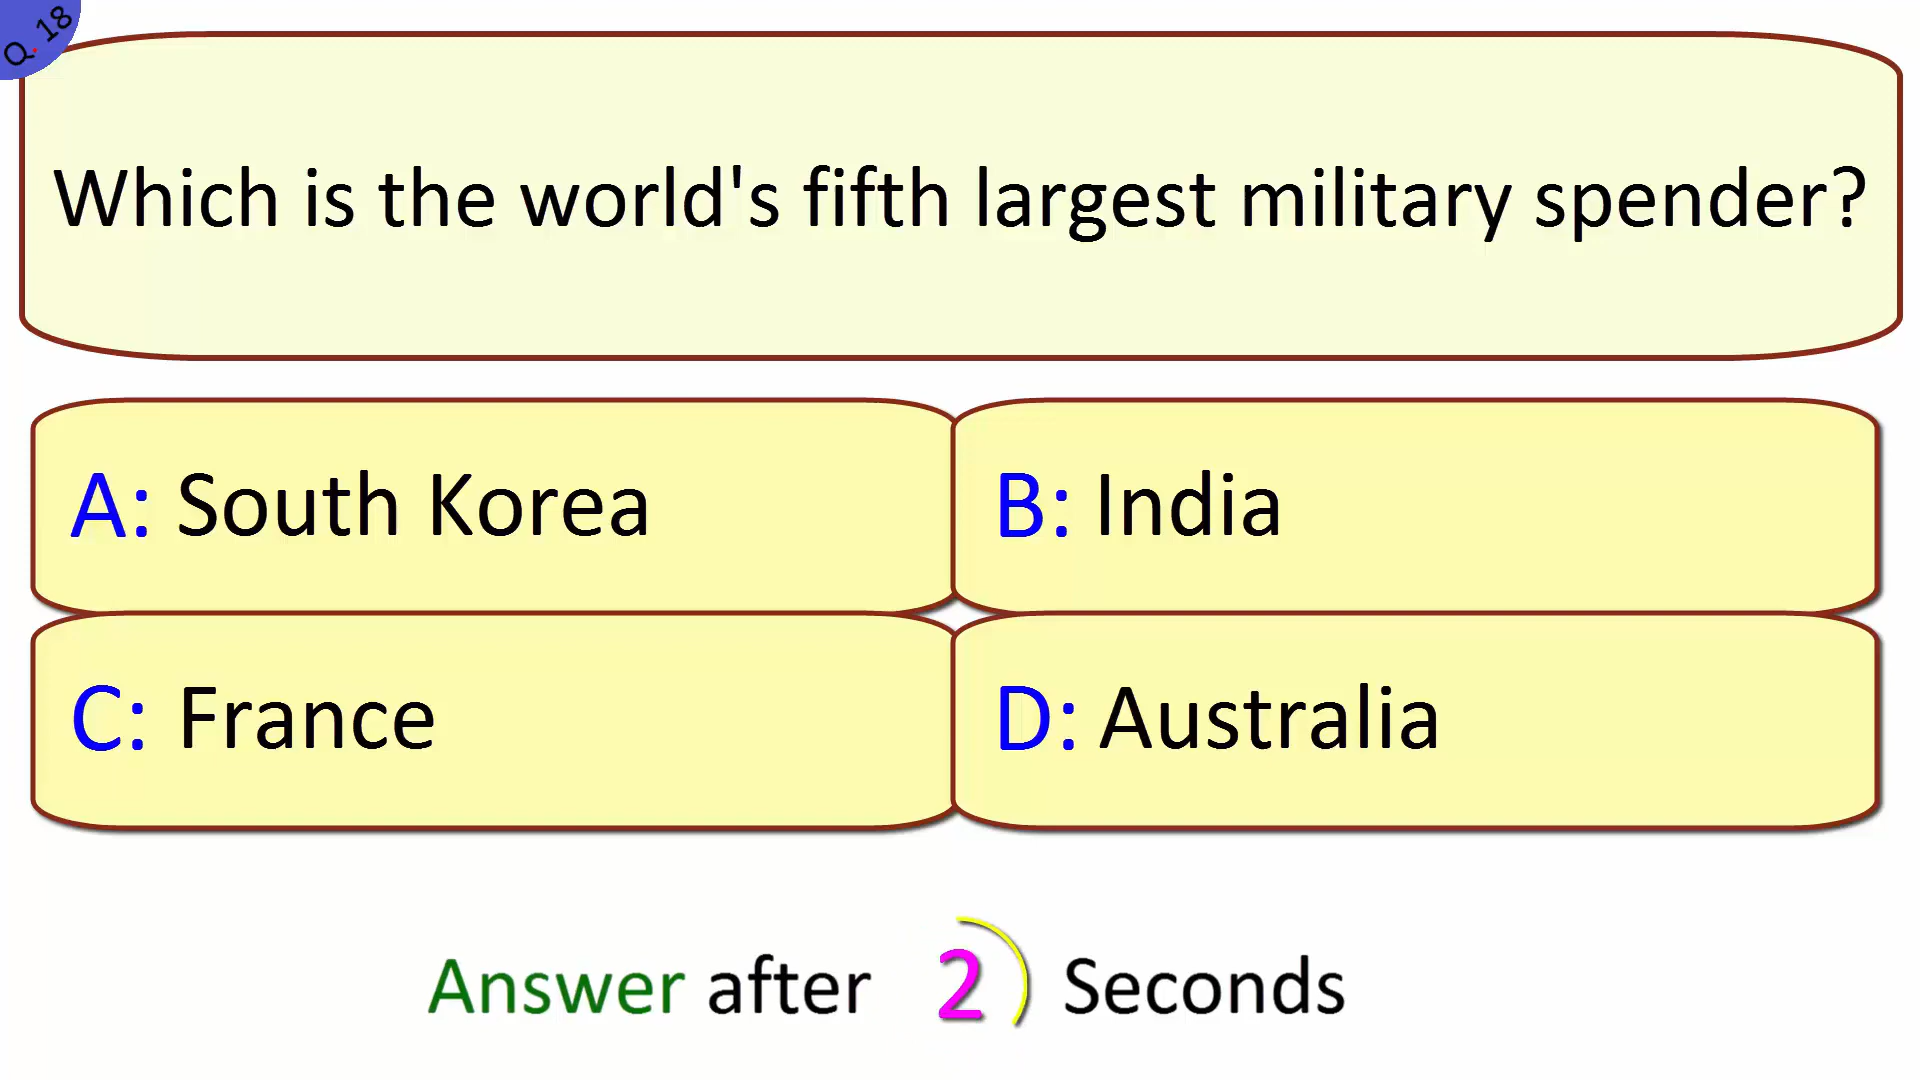 Q. 18
Which is the world's fifth largest military spender?
A: South Korea
B: India
C: France
D: Australia
Answer after 2 Seconds